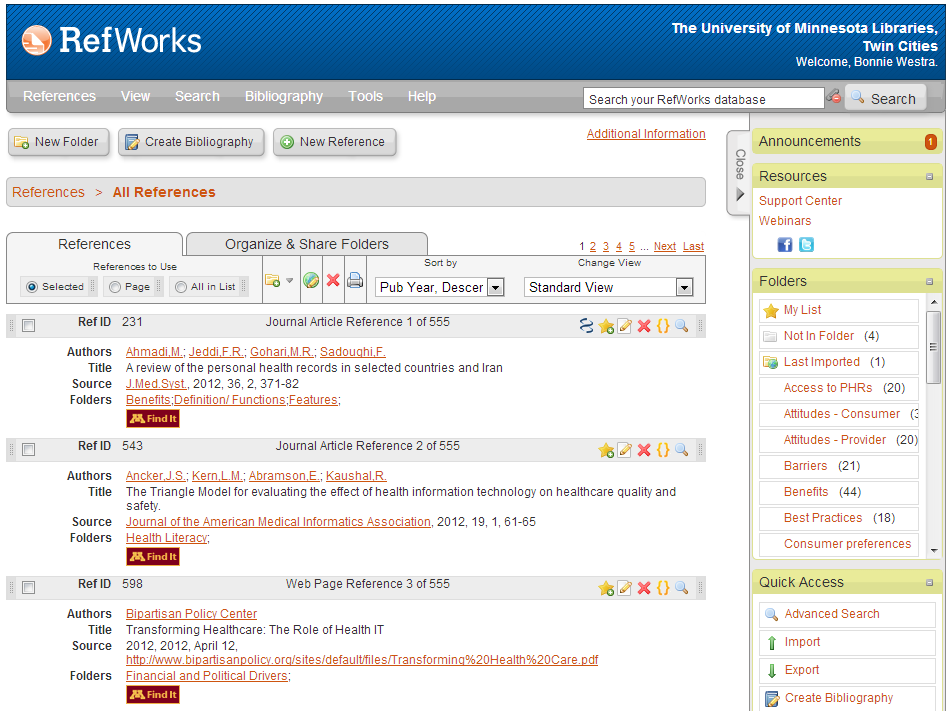 RefWorks
The University of Minnesota Libraries,
Twin Cities
Welcome, Bonnie Westra.
References View Search Bibliography Tools Help
Search your RefWorks database
Search
New Folder Create Bibliography New Reference
Additional Information
Close
References > All References
References Organize & Share Folders
1 2 3 4 5 ... Next Last
References to Use
Selected Page All in List
Sort by
Pub Year, Descer
Change View
Standard View
Ref ID 231 Journal Article Reference 1 of 555
Authors Ahmadi,M.; Jeddi,F.R.; Gohari,M.R.; Sadoughi,F.
Title A review of the personal health records in selected countries and Iran
Source J.Med.Syst., 2012, 36, 2, 371-82
Folders Benefits;Definition/ Functions;Features;
Find It
Ref ID 543 Journal Article Reference 2 of 555
Authors Ancker,J.S.; Kern,L.M.; Abramson,E.; Kaushal,R.
Title The Triangle Model for evaluating the effect of health information technology on healthcare quality and
safety.
Source Journal of the American Medical Informatics Association, 2012, 19, 1, 61-65
Folders Health Literacy;
Find It
Ref ID 598 Web Page Reference 3 of 555
Authors Bipartisan Policy Center
Title Transforming Healthcare: The Role of Health IT
Source 2012, 2012, April 12,
http://www.bipartisanpolicy.org/sites/default/files/Transforming%20Health%20Care.pdf
Folders Financial and Political Drivers;
Find It
Announcements 1
Resources
Support Center
Webinars
Folders
My List
Not In Folder (4)
Last Imported (1)
Access to PHRs (20)
Attitudes - Consumer (3
Attitudes - Provider (20)
Barriers (21)
Benefits (44)
Best Practices (18)
Consumer preferences
Quick Access
Advanced Search
Import
Export
Create Bibliography